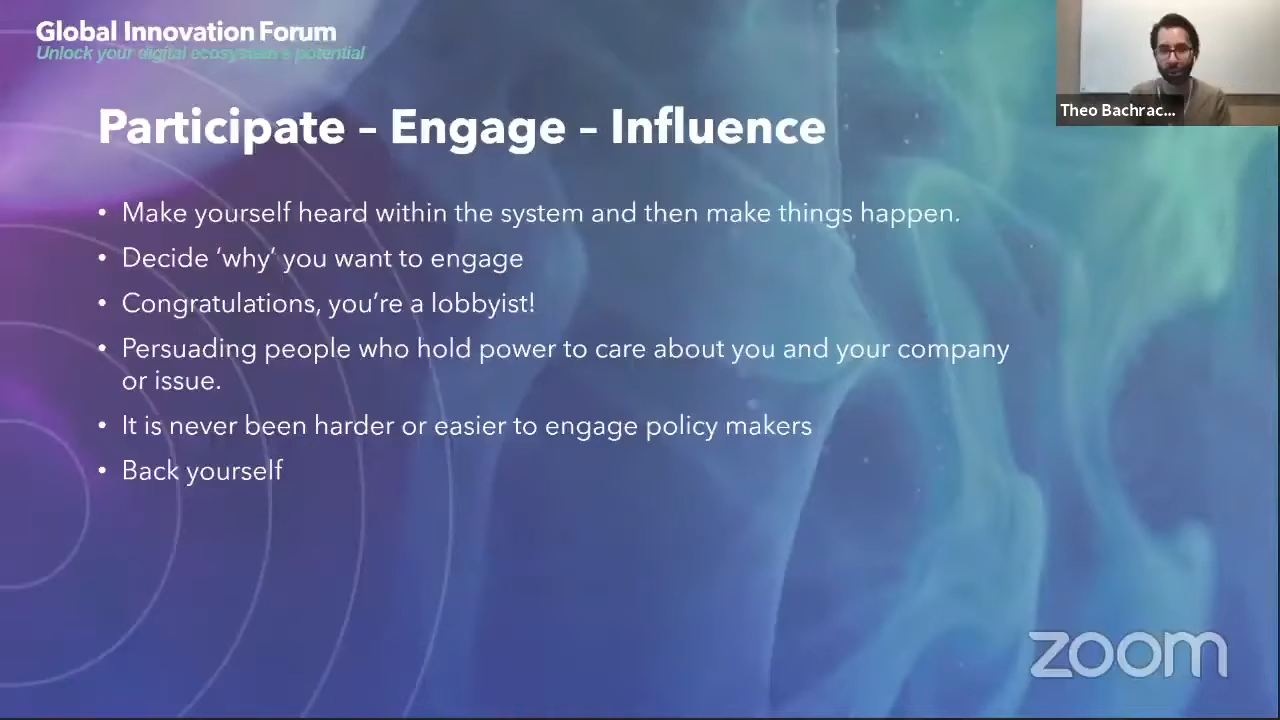 Global Innovation Forum
Unlock your digital ecosystem's potential
Theo Bachrac...
Participate – Engage – Influence
• Make yourself heard within the system and then make things happen.
• Decide ‘why’ you want to engage
• Congratulations, you’re a lobbyist!
• Persuading people who hold power to care about you and your company
or issue.
• It is never been harder or easier to engage policy makers
• Back yourself
zoom